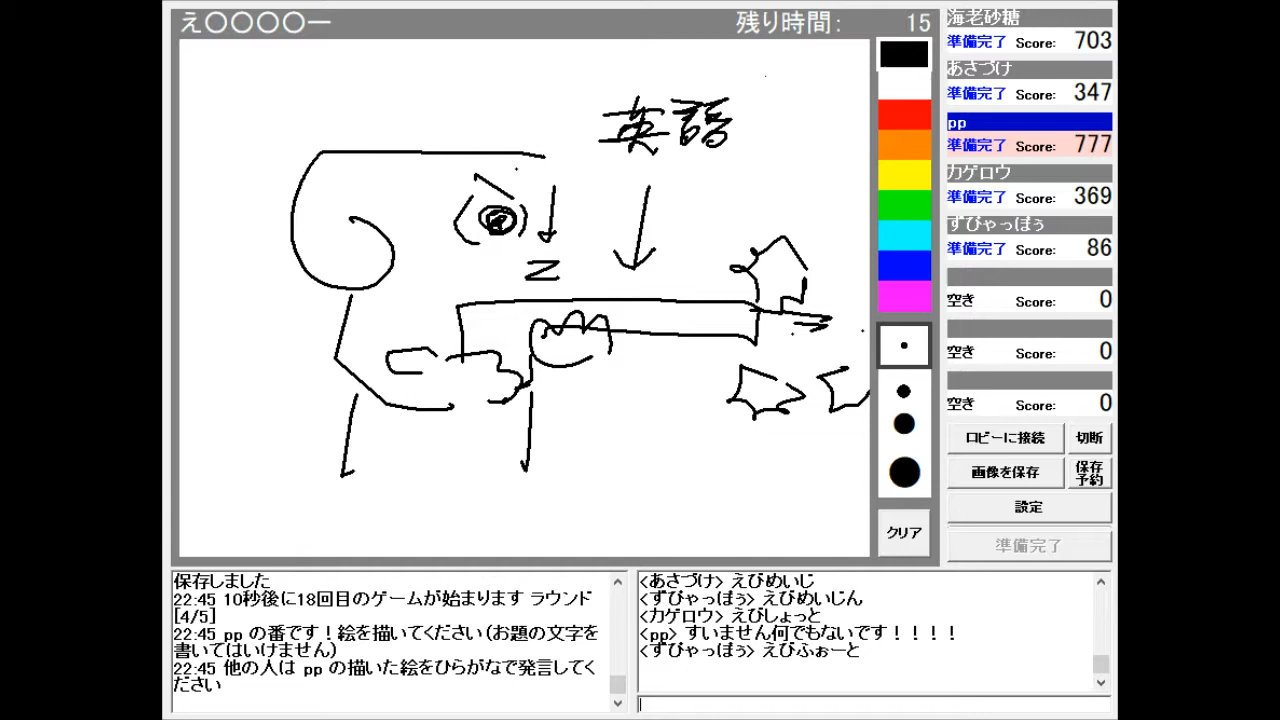 え〇〇〇〇ー
残り時間: 15
英語
Z
クリア
海老砂糖
準備完了 Score: 703
あさづけ
準備完了 Score: 347
pp
準備完了 Score: 777
カゲロウ
準備完了 Score: 369
ずびゃっぽぅ
準備完了 Score: 86
空き Score: 0
空き Score: 0
空き Score: 0
ロビーに接続 切断
画像を保存 保存予約
設定
準備完了
保存しました
22:45 10秒後に18回目のゲームが始まります ラウンド
[4/5]
22:45 pp の番です！絵を描いてください(お題の文字を
書いてはいけません)
22:45 他の人は pp の描いた絵をひらがなで発言してく
ださい
<あさづけ> えびめいじ
<ずびゃっぽぅ> えびめいじん
<カゲロウ> えびしょっと
<pp> すいません何でもないです！！！！
<ずびゃっぽぅ> えびふぉーと